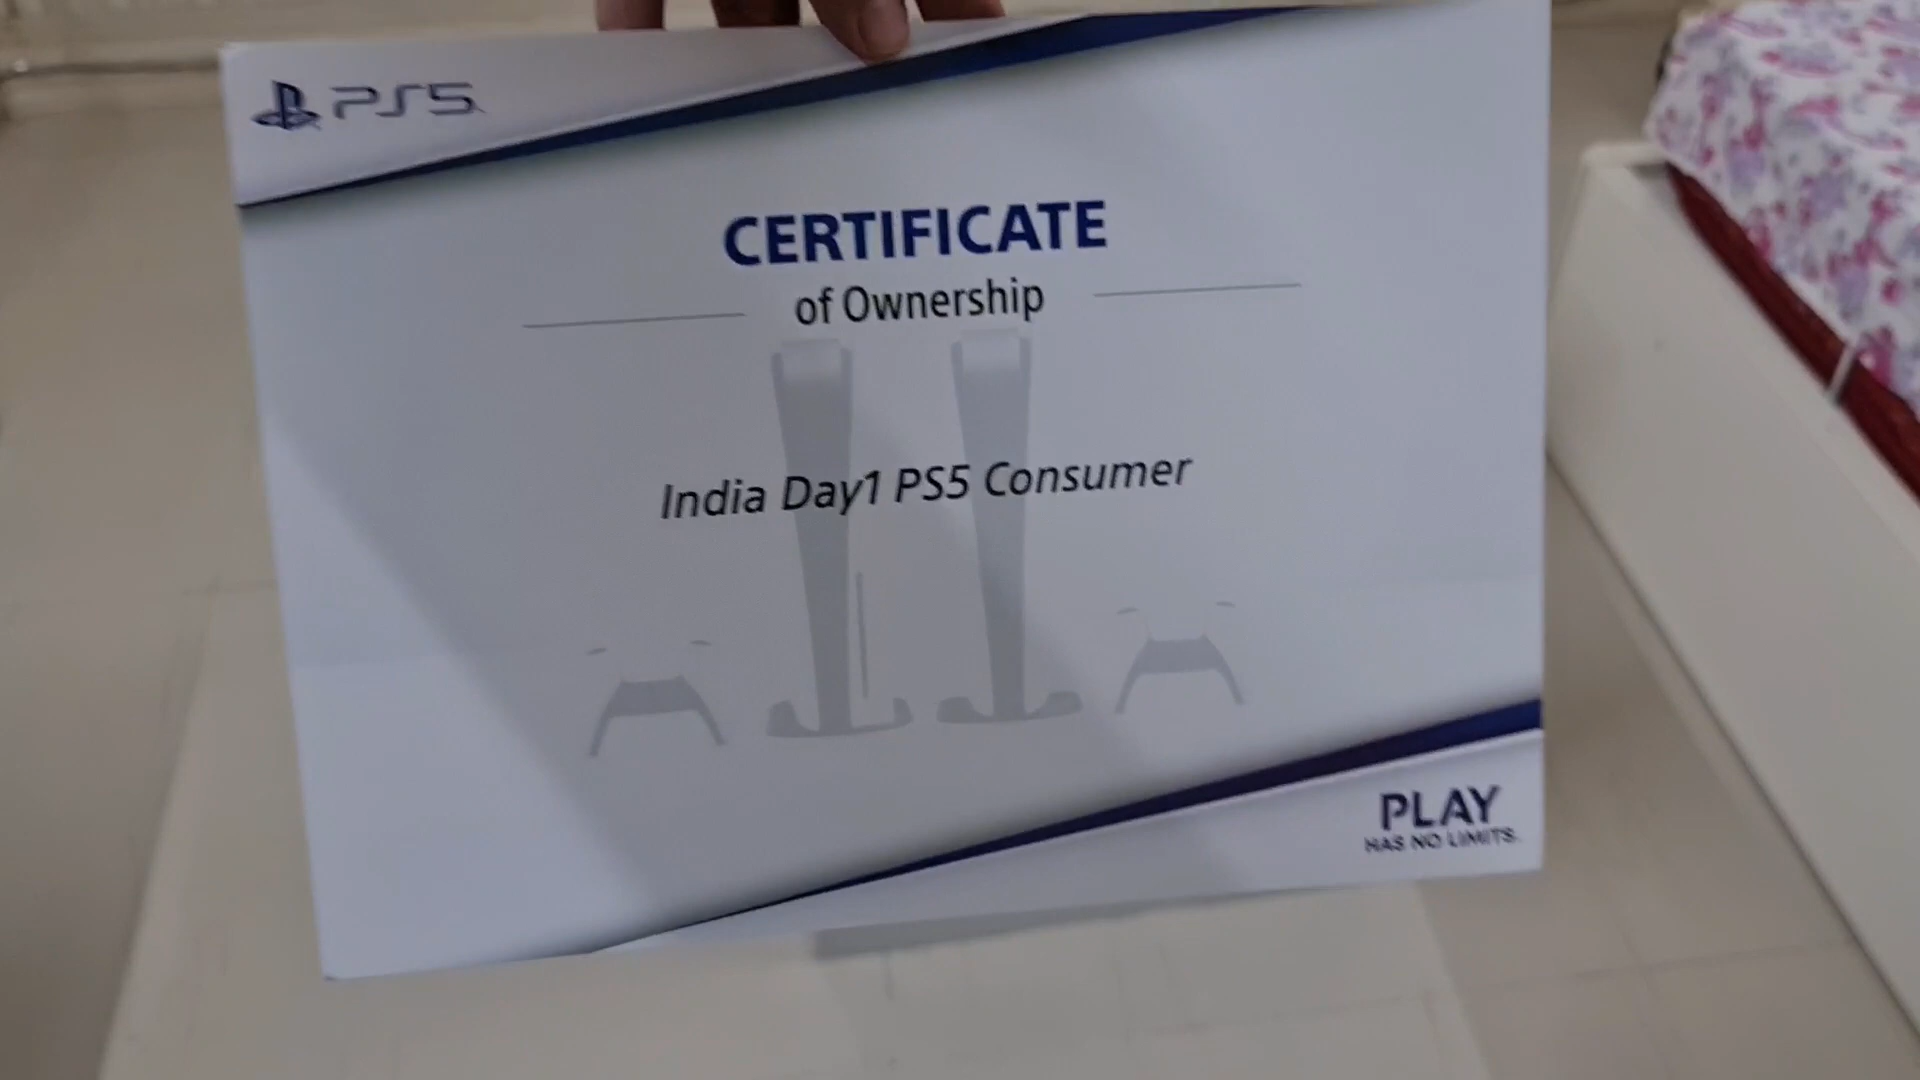 PS5
CERTIFICATE
of Ownership
India Day1 PS5 Consumer
PLAY
HAS NO LIMITS.